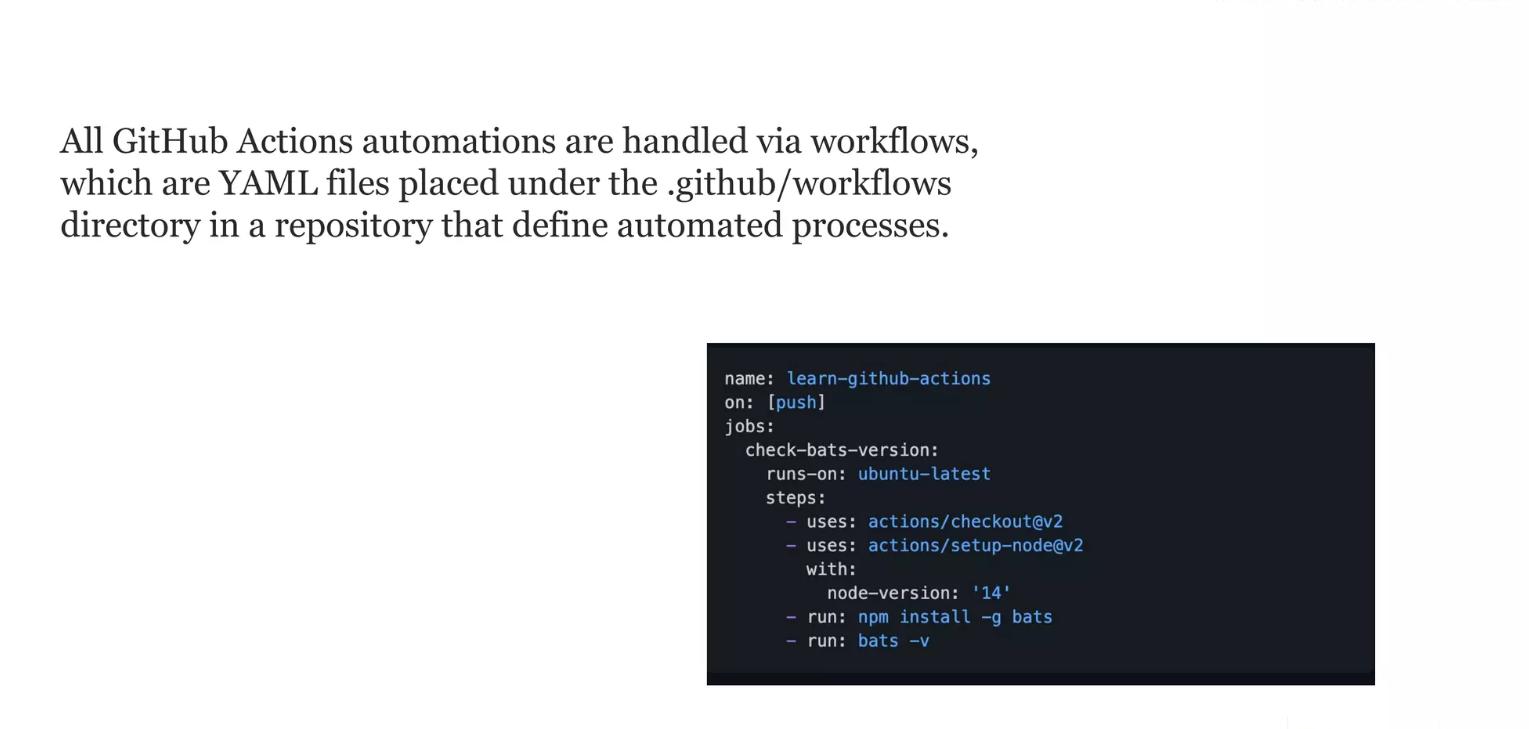 All GitHub Actions automations are handled via workflows,
which are YAML files placed under the .github/workflows
directory in a repository that define automated processes.
name: learn-github-actions
on: [push]
jobs:
  check-bats-version:
    runs-on: ubuntu-latest
    steps:
      - uses: actions/checkout@v2
      - uses: actions/setup-node@v2
        with:
          node-version: '14'
      - run: npm install -g bats
      - run: bats -v